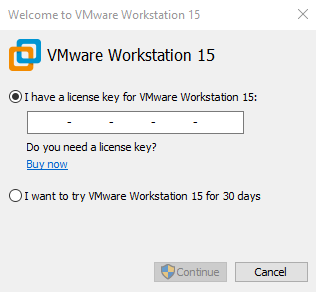 Welcome to VMware Workstation 15
VMware Workstation 15
I have a license key for VMware Workstation 15:
- - - -
Do you need a license key?
Buy now
I want to try VMware Workstation 15 for 30 days
Continue
Cancel